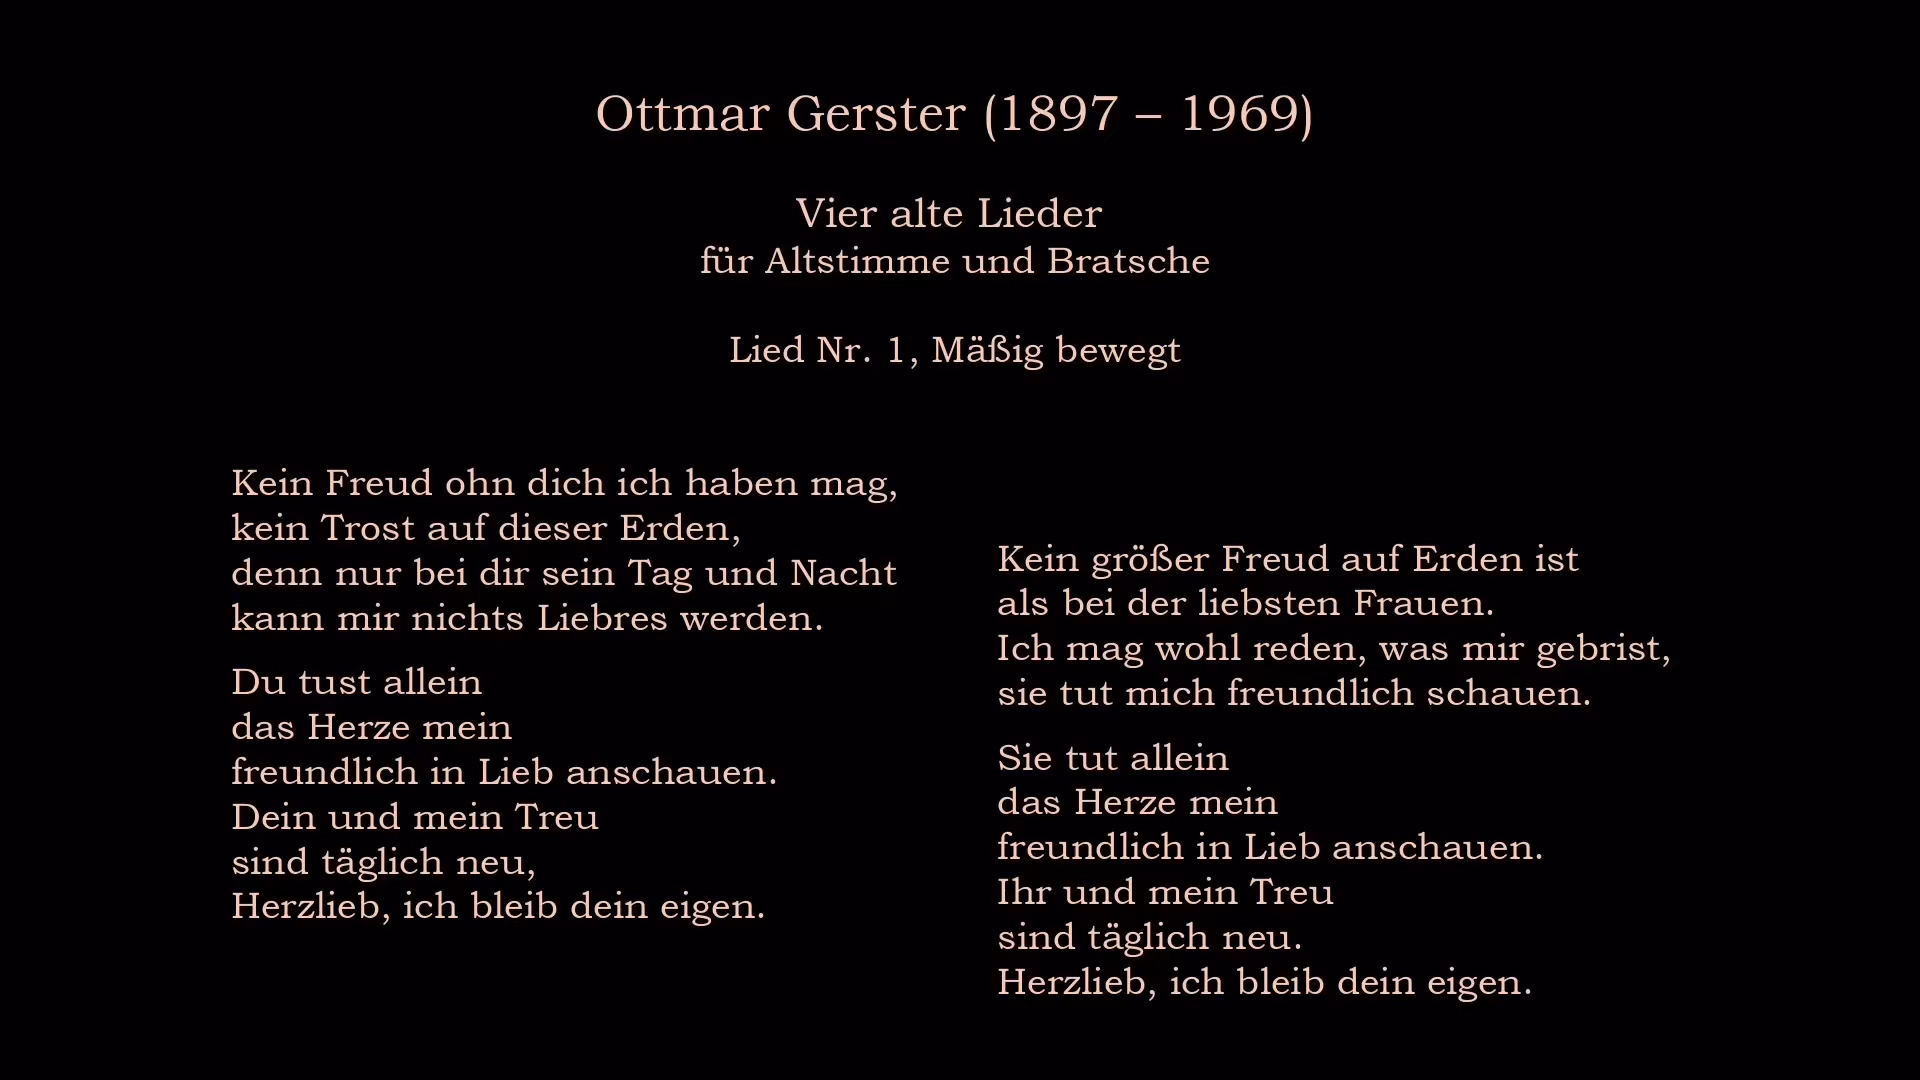 Ottmar Gerster (1897 – 1969)
Vier alte Lieder
für Altstimme und Bratsche
Lied Nr. 1, Mäßig bewegt
Kein Freud ohn dich ich haben mag,
kein Trost auf dieser Erden,
denn nur bei dir sein Tag und Nacht
kann mir nichts Liebres werden.
Du tust allein
das Herze mein
freundlich in Lieb anschauen.
Dein und mein Treu
sind täglich neu,
Herzlieb, ich bleib dein eigen.
Kein größer Freud auf Erden ist
als bei der liebsten Frauen.
Ich mag wohl reden, was mir gebrist,
sie tut mich freundlich schauen.
Sie tut allein
das Herze mein
freundlich in Lieb anschauen.
Ihr und mein Treu
sind täglich neu.
Herzlieb, ich bleib dein eigen.